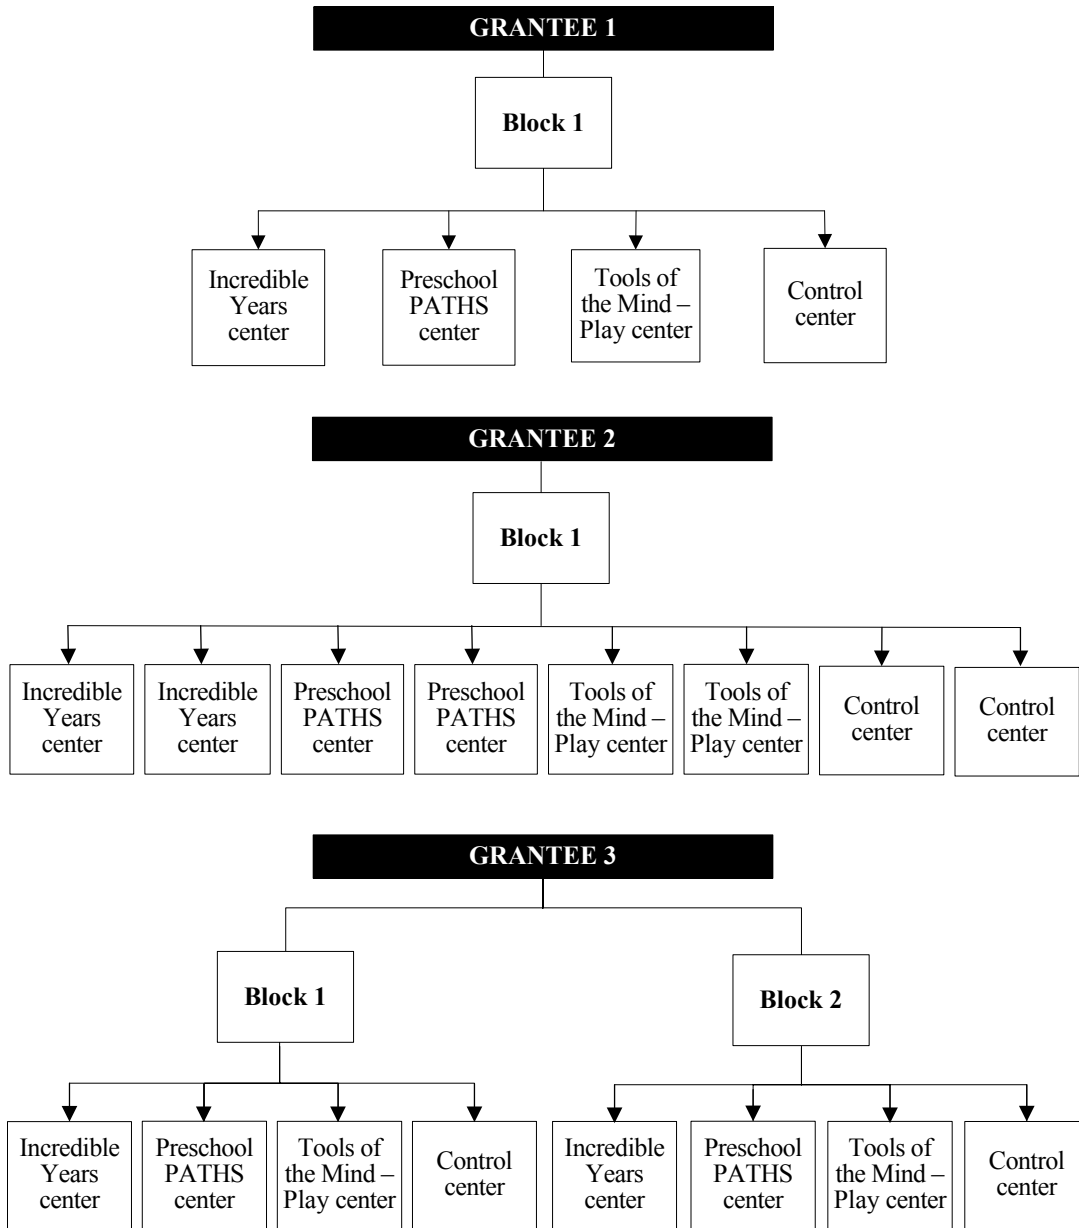 GRANTEE 1
Block 1
Incredible
Years
center
Preschool
PATHS
center
Tools of
the Mind –
Play center
Control
center
GRANTEE 2
Block 1
Incredible
Years
center
Incredible
Years
center
Preschool
PATHS
center
Preschool
PATHS
center
Tools of
the Mind –
Play center
Tools of
the Mind –
Play center
Control
center
Control
center
GRANTEE 3
Block 1
Block 2
Incredible
Years
center
Preschool
PATHS
center
Tools of
the Mind –
Play center
Control
center
Incredible
Years
center
Preschool
PATHS
center
Tools of
the Mind –
Play center
Control
center